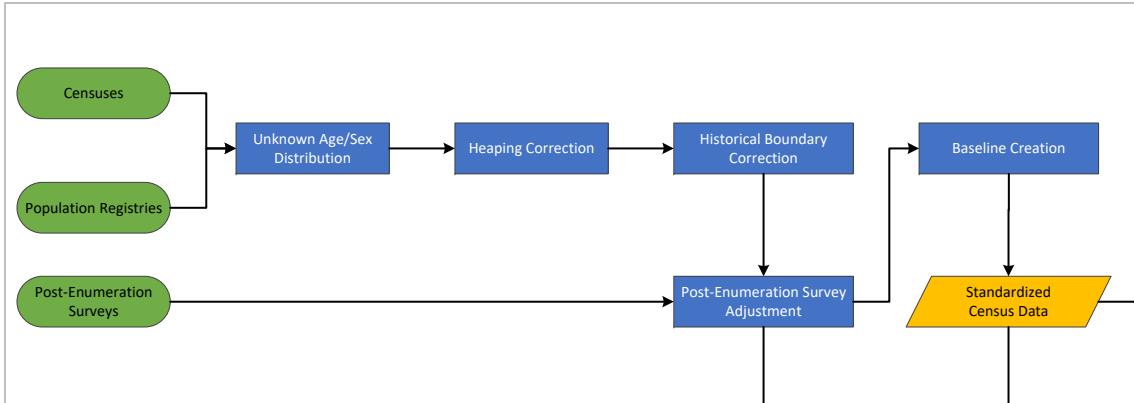 Censuses
Unknown Age/Sex
Distribution
Heaping Correction
Historical Boundary
Correction
Baseline Creation
Population Registries
Post-Enumeration
Surveys
Post-Enumeration Survey
Adjustment
Standardized
Census Data